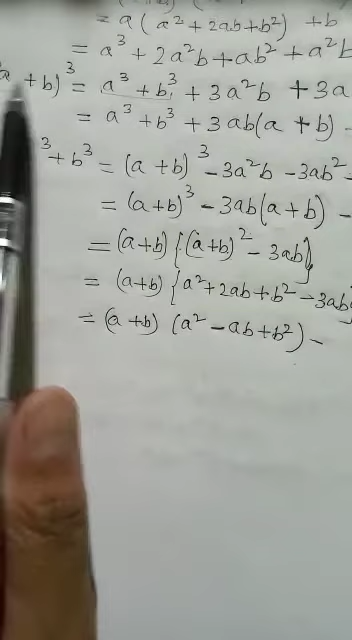 = a(a² + 2ab + b²) + b
= a³ + 2a²b + ab² + a²b
a + b)³ = a³ + b³ + 3a²b + 3a
= a³ + b³ + 3ab(a + b) -
³ + b³ = (a + b)³ - 3a²b - 3ab² -
= (a + b)³ - 3ab(a + b) -
= (a + b) {(a + b)² - 3ab}
= (a + b) {a² + 2ab + b² - 3ab}
= (a + b) (a² - ab + b²) -